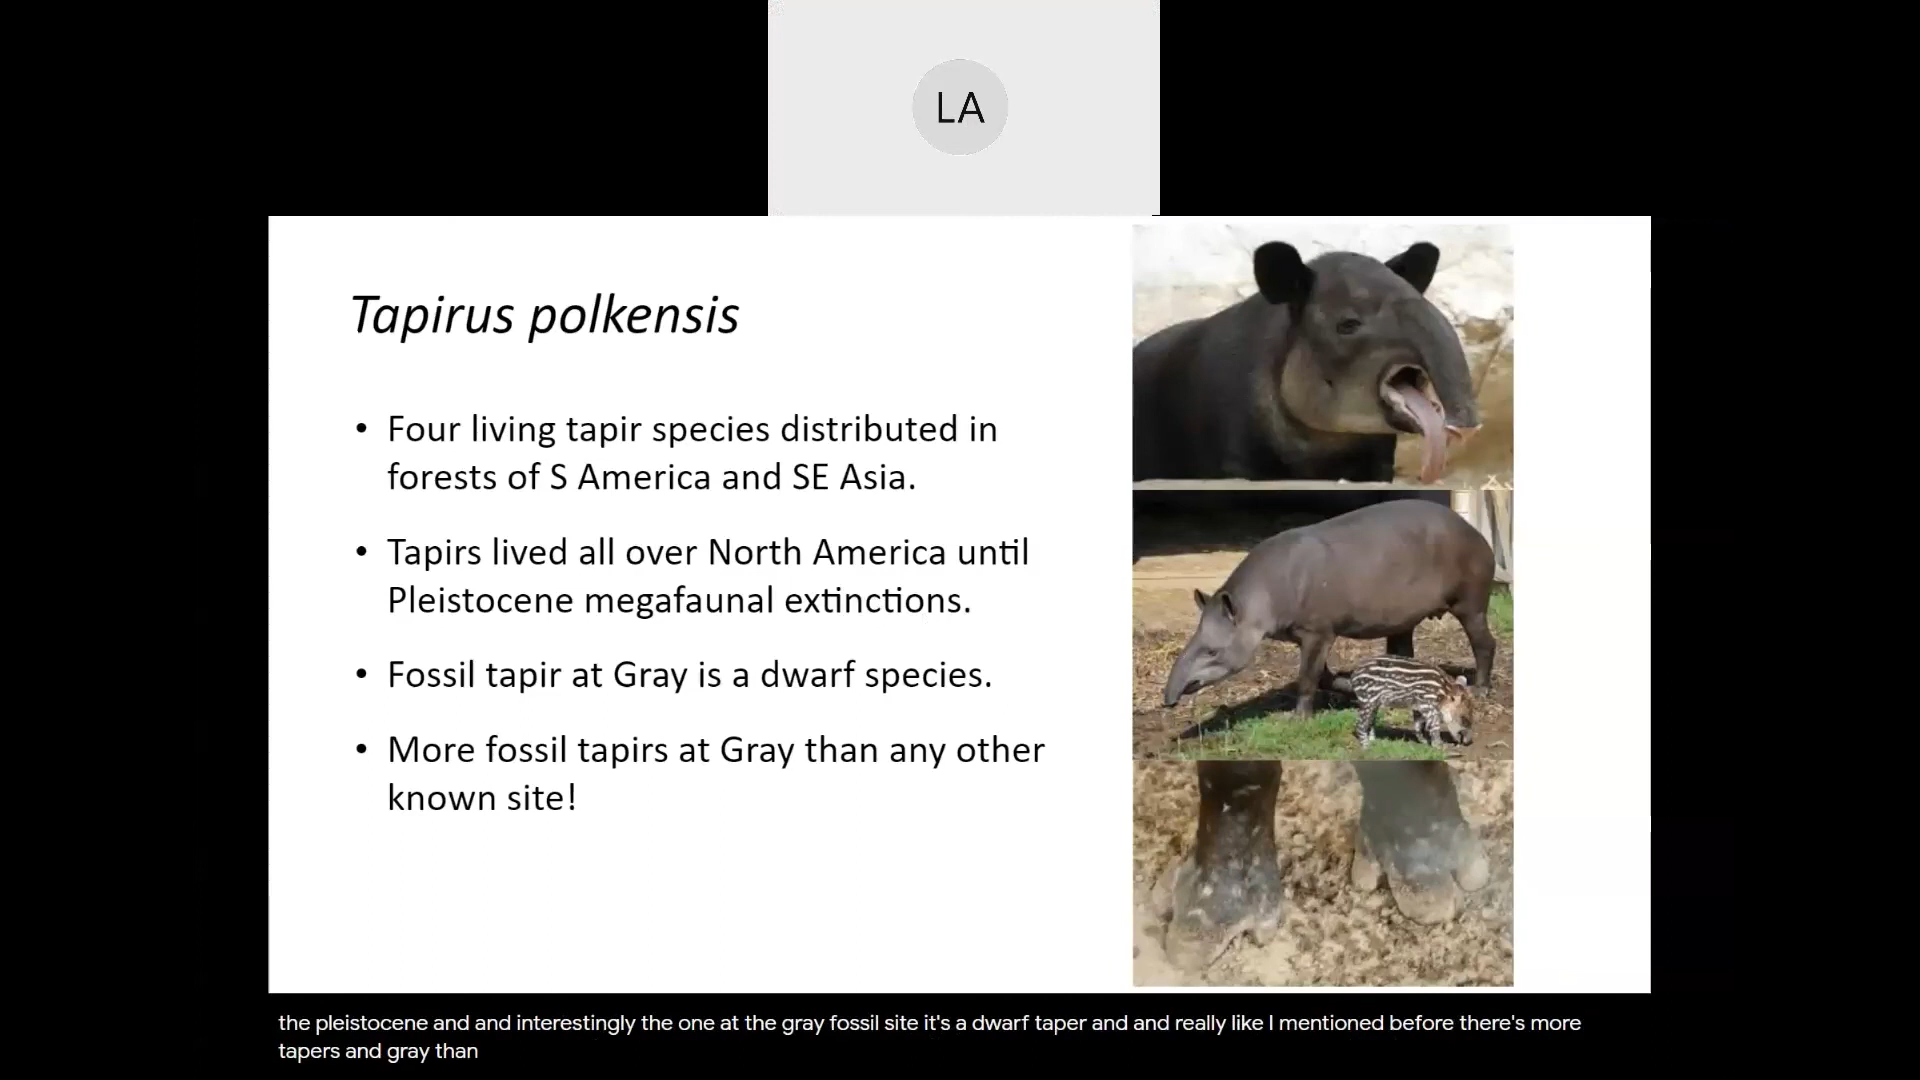 LA
Tapirus polkensis
• Four living tapir species distributed in
forests of S America and SE Asia.
• Tapirs lived all over North America until
Pleistocene megafaunal extinctions.
• Fossil tapir at Gray is a dwarf species.
• More fossil tapirs at Gray than any other
known site!
the pleistocene and and interestingly the one at the gray fossil site it's a dwarf taper and and really like I mentioned before there's more
tapers and gray than